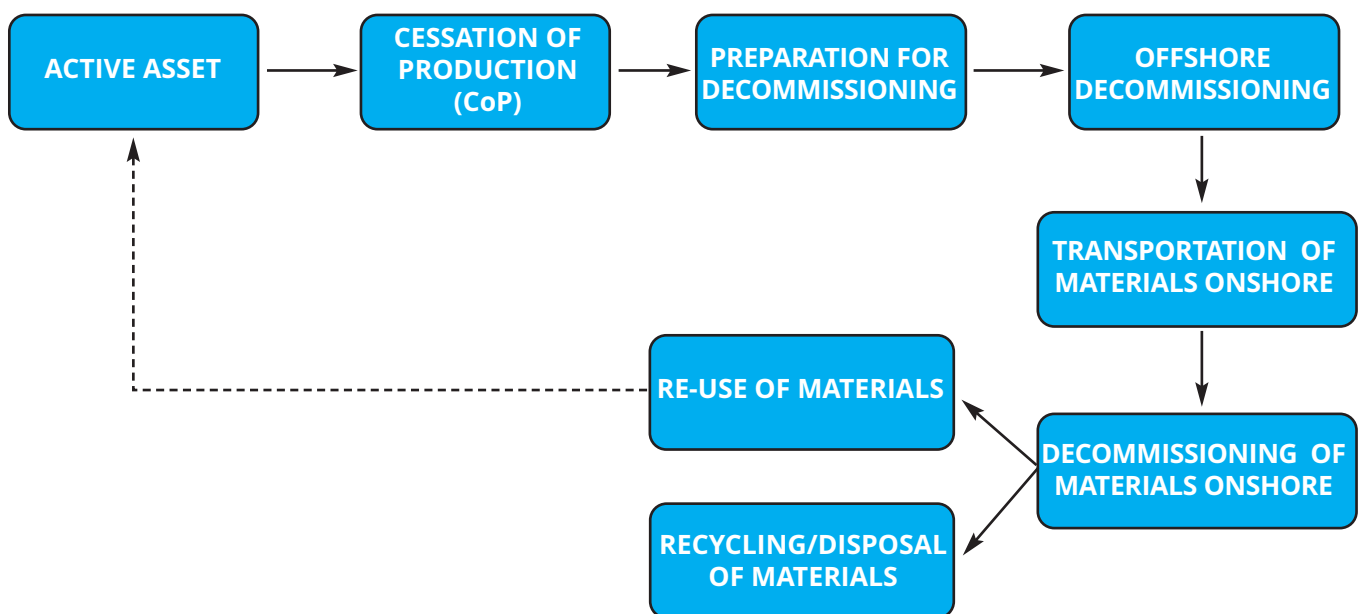 ACTIVE ASSET
CESSATION OF
PRODUCTION
(CoP)
PREPARATION FOR
DECOMMISSIONING
OFFSHORE
DECOMMISSIONING
TRANSPORTATION OF
MATERIALS ONSHORE
DECOMMISSIONING OF
MATERIALS ONSHORE
RE-USE OF MATERIALS
RECYCLING/DISPOSAL
OF MATERIALS